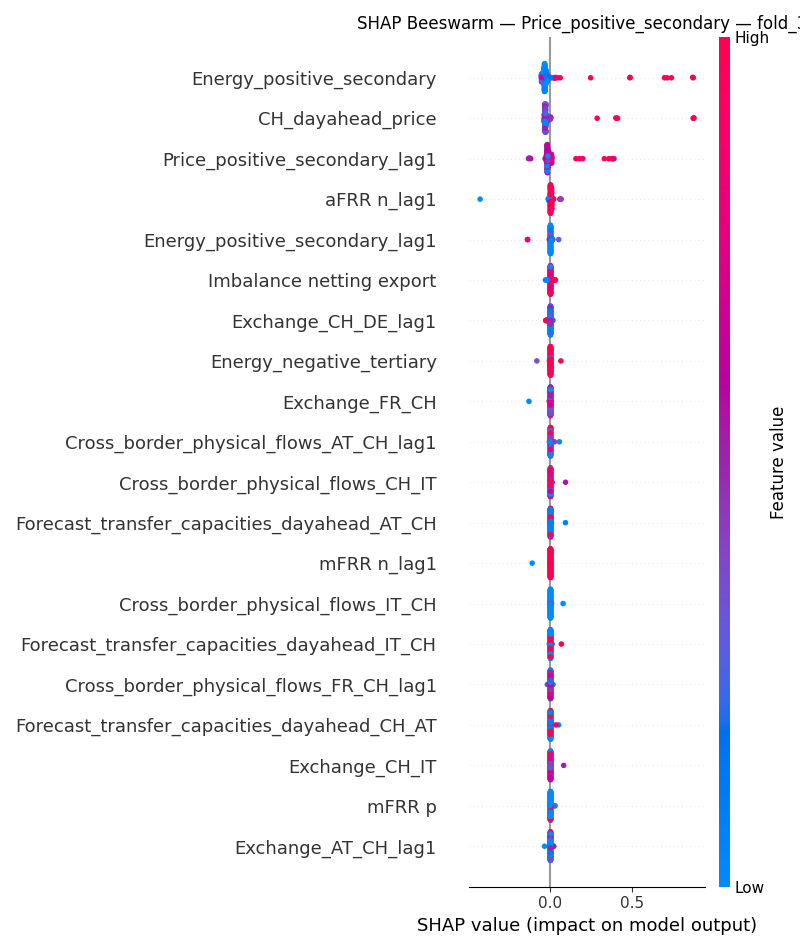 SHAP Beeswarm — Price_positive_secondary — fold_3
High
Energy_positive_secondary
CH_dayahead_price
Price_positive_secondary_lag1
aFRR n_lag1
Energy_positive_secondary_lag1
Imbalance netting export
Exchange_CH_DE_lag1
Energy_negative_tertiary
Exchange_FR_CH
Cross_border_physical_flows_AT_CH_lag1
Cross_border_physical_flows_CH_IT
Forecast_transfer_capacities_dayahead_AT_CH
mFRR n_lag1
Cross_border_physical_flows_IT_CH
Forecast_transfer_capacities_dayahead_IT_CH
Cross_border_physical_flows_FR_CH_lag1
Forecast_transfer_capacities_dayahead_CH_AT
Exchange_CH_IT
mFRR p
Exchange_AT_CH_lag1
Feature value
Low
0.0 0.5
SHAP value (impact on model output)